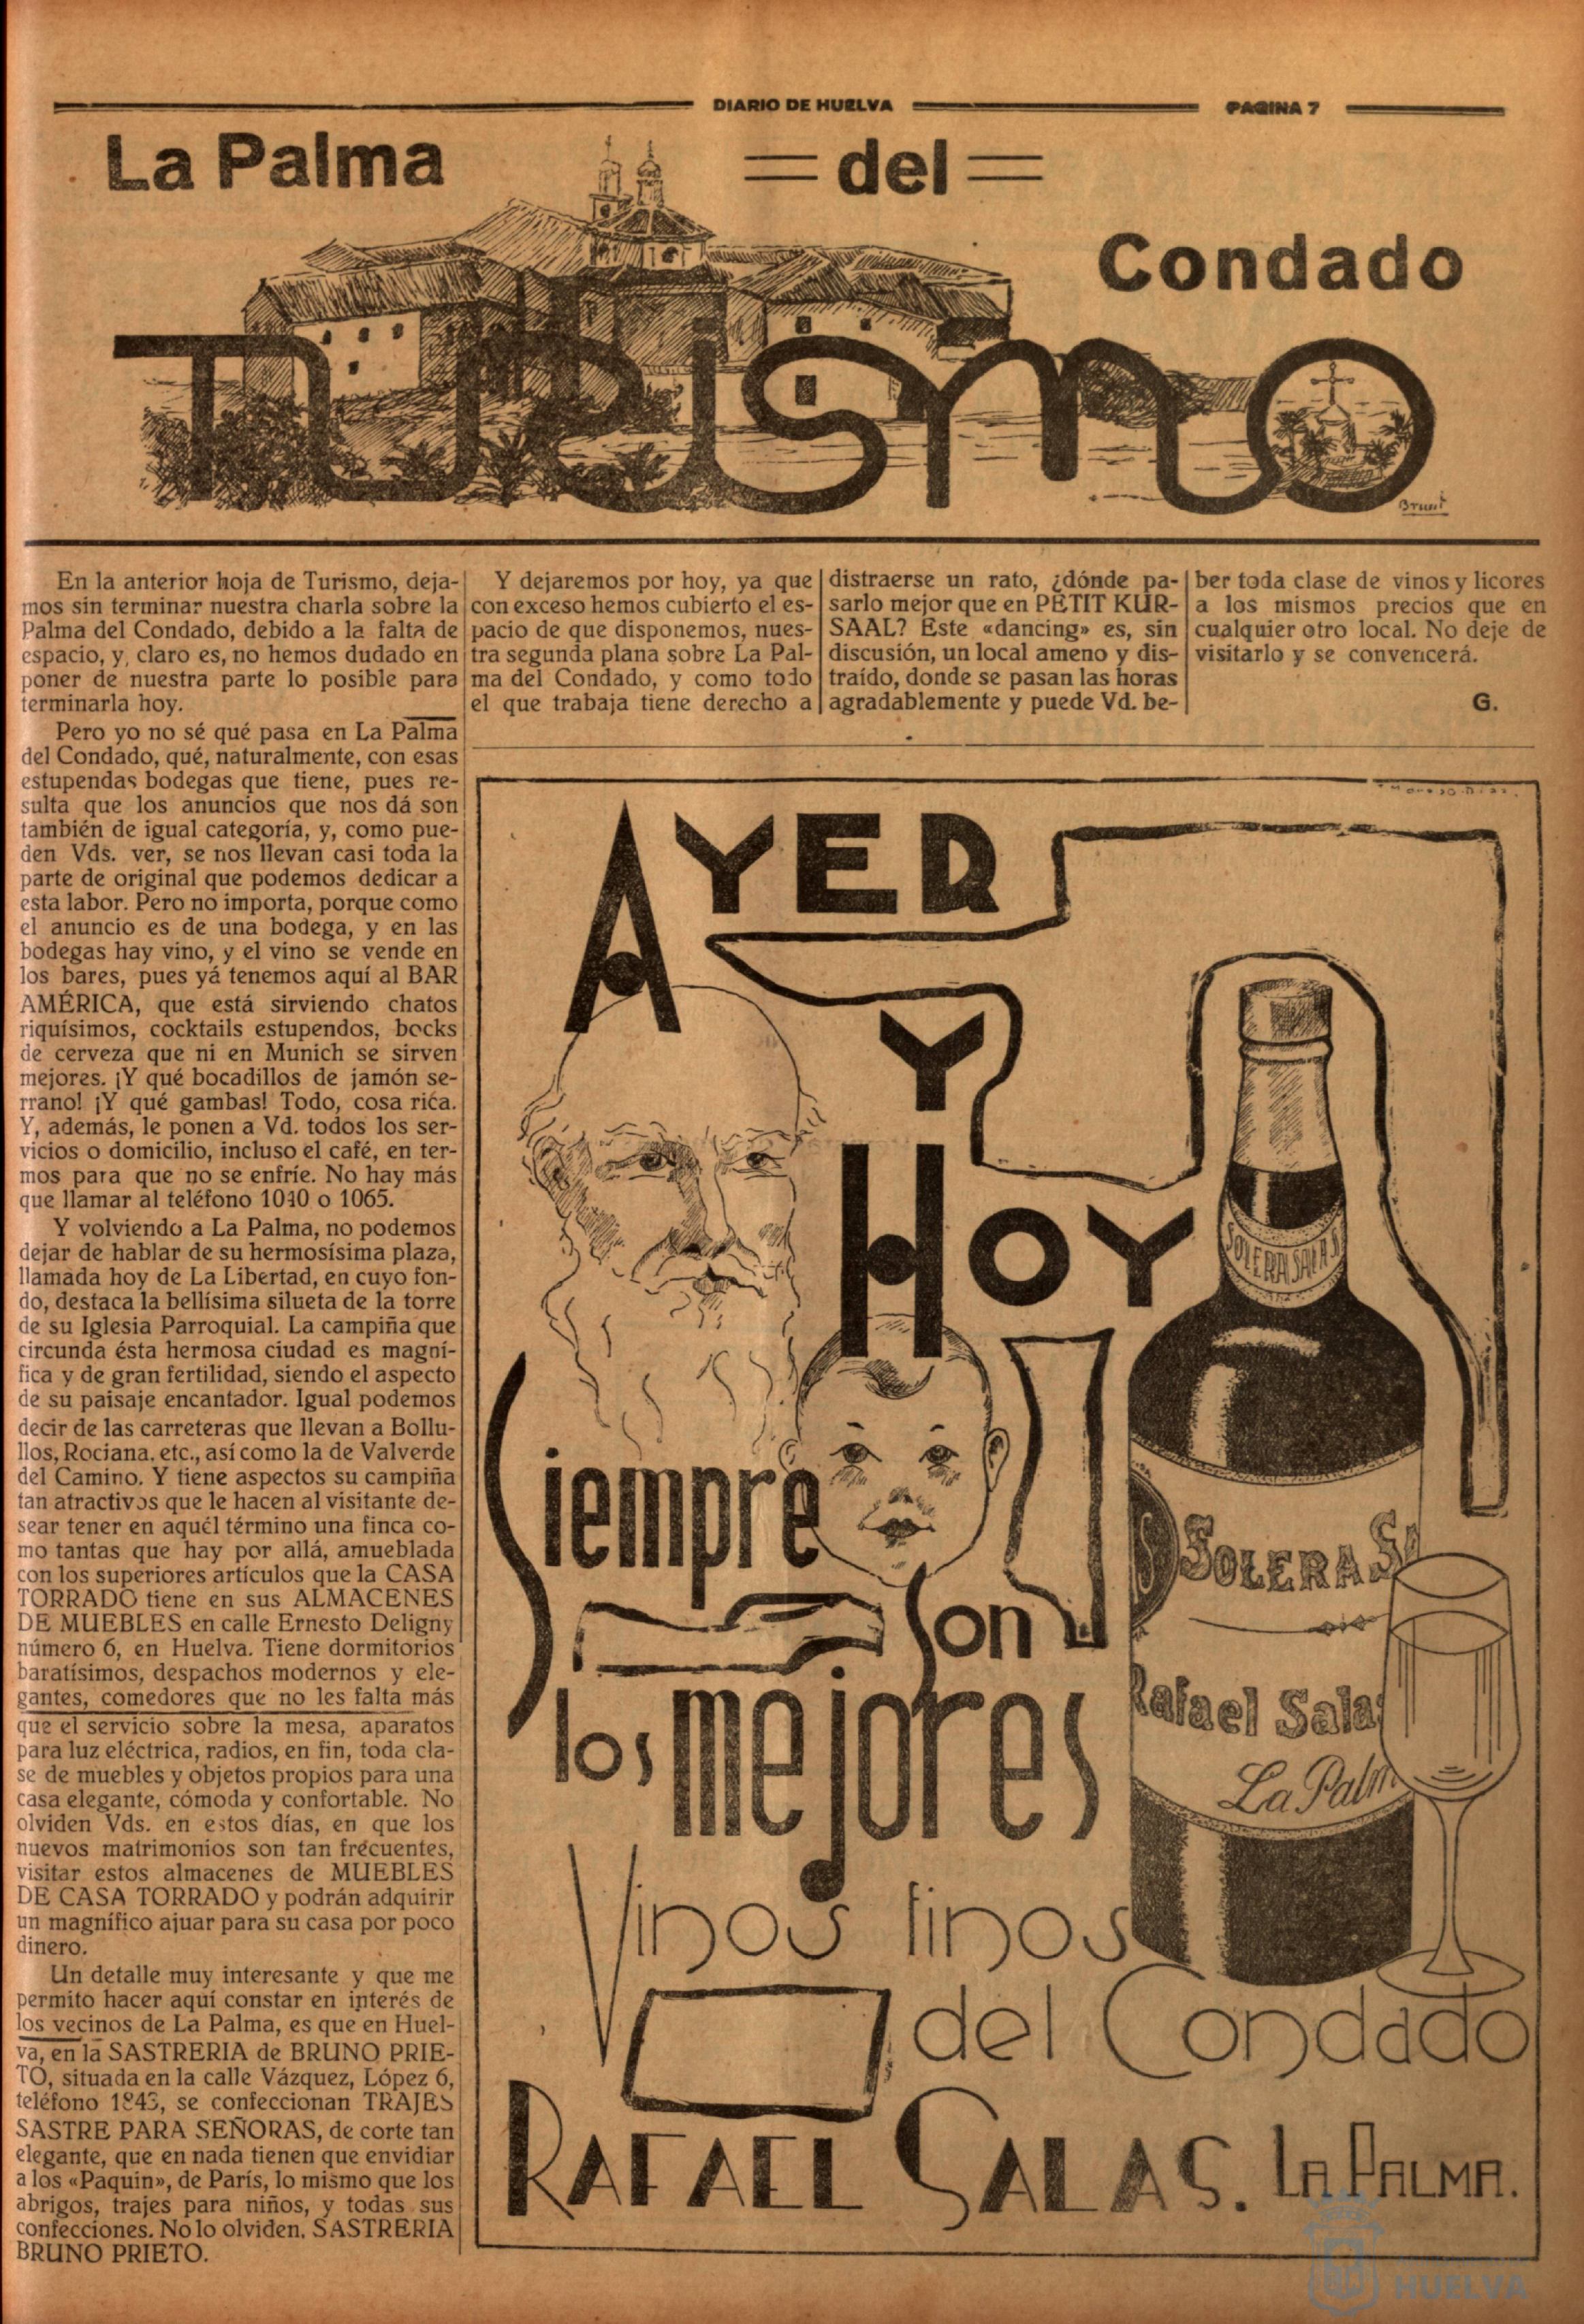 DIARIO DE HUELVA
PAGINA 7
La Palma
del
Condado
TURISMO
En la anterior hoja de Turismo, deja-
mos sin terminar nuestra charla sobre la
Palma del Condado, debido a la falta de
espacio, y, claro es, no hemos dudado en
poner de nuestra parte lo posible para
terminarla hoy.
Pero yo no sé qué pasa en La Palma
del Condado, qué, naturalmente, con esas
estupendas bodegas que tiene, pues re-
sulta que los anuncios que nos dá son
también de igual categoría, y, como pue-
den Vds. ver, se nos llevan casi toda la
parte de original que podemos dedicar a
esta labor. Pero no importa, porque como
el anuncio es de una bodega, y en las
bodegas hay vino, y el vino se vende en
los bares, pues yá tenemos aquí al BAR
AMÉRICA, que está sirviendo chatos
riquísimos, cocktails estupendos, bocks
de cerveza que ni en Munich se sirven
mejores. ¡Y qué bocadillos de jamón se-
rrano! ¡Y qué gambas! Todo, cosa rica.
Y, además, le ponen a Vd. todos los ser-
vicios o domicilio, incluso el café, en ter-
mos para que no se enfríe. No hay más
que llamar al teléfono o 1065.
Y volviendo a La Palma, no podemos
dejar de hablar de su hermosísima plaza,
llamada hoy de La Libertad, en cuyo fon-
do, destaca la bellísima silueta de la torre
de su Iglesia Parroquial. La campiña que
circunda ésta hermosa ciudad es magní-
fica y de gran fertilidad, siendo el aspecto
de su paisaje encantador. Igual podemos
decir de las carreteras que llevan a Bollu-
llos, Rociana. etc., así como la de Valverde
del Camino. Y tiene aspectos su campiña
tan atractivos que le hacen al visitante de-
sear tener en aquél término una finca co-
mo tantas que hay por allá, amueblada
con los superiores artículos que la CASA
TORRADO tiene en sus ALMACENES
DE MUEBLES en calle Ernesto Deligny
número 6, en Huelva. Tiene dormitorios
baratísimos, despachos modernos y ele-
gantes, comedores que no les falta más
que el servicio sobre la mesa, aparatos
para luz eléctrica, radios, en fin, toda cla-
se de muebles y objetos propios para una
casa elegante, cómoda y confortable. No
olviden Vds. en estos días, en que los
nuevos matrimonios son tan frecuentes,
visitar estos almacenes de MUEBLES
DE CASA TORRADO y podrán adquirir
un magnífico ajuar para su casa por poco
dinero.
Un detalle muy interesante y que me
permito hacer aquí constar en interés de
los vecinos de La Palma, es que en Huel-
va, en la SASTRERIA de BRUNO PRIE-
TO, situada en la calle Vázquez, López 6,
teléfono 1843, se confeccionan TRAJES
SASTRE PARA SEÑORAS, de corte tan
elegante, que en nada tienen que envidiar
a los «Paquin», de París, lo mismo que los
abrigos, trajes para niños, y todas sus
confecciones. No lo olviden. SASTRERIA
BRUNO PRIETO.
Y dejaremos por hoy, ya que
con exceso hemos cubierto el es-
pacio de que disponemos, nues-
tra segunda plana sobre La Pal-
ma del Condado, y como todo
el que trabaja tiene derecho a
distraerse un rato, ¿dónde pa-
sarlo mejor que en PETIT KUR-
SAAL? Este «dancing» es, sin
discusión, un local ameno y dis-
traído, donde se pasan las horas
agradablemente y puede Vd. be-
ber toda clase de vinos y licores
a los mismos precios que en
cualquier otro local. No deje de
visitarlo y se convencerá.
G.
AYER
Y
HOY
Siempre
Son
los mejores
Vinos finos
del Condado
RAFAEL SALAS. LA PALMA.
SOLERA SALAS
SOLERA SA
Rafael Salas
La Palm
HUELVA